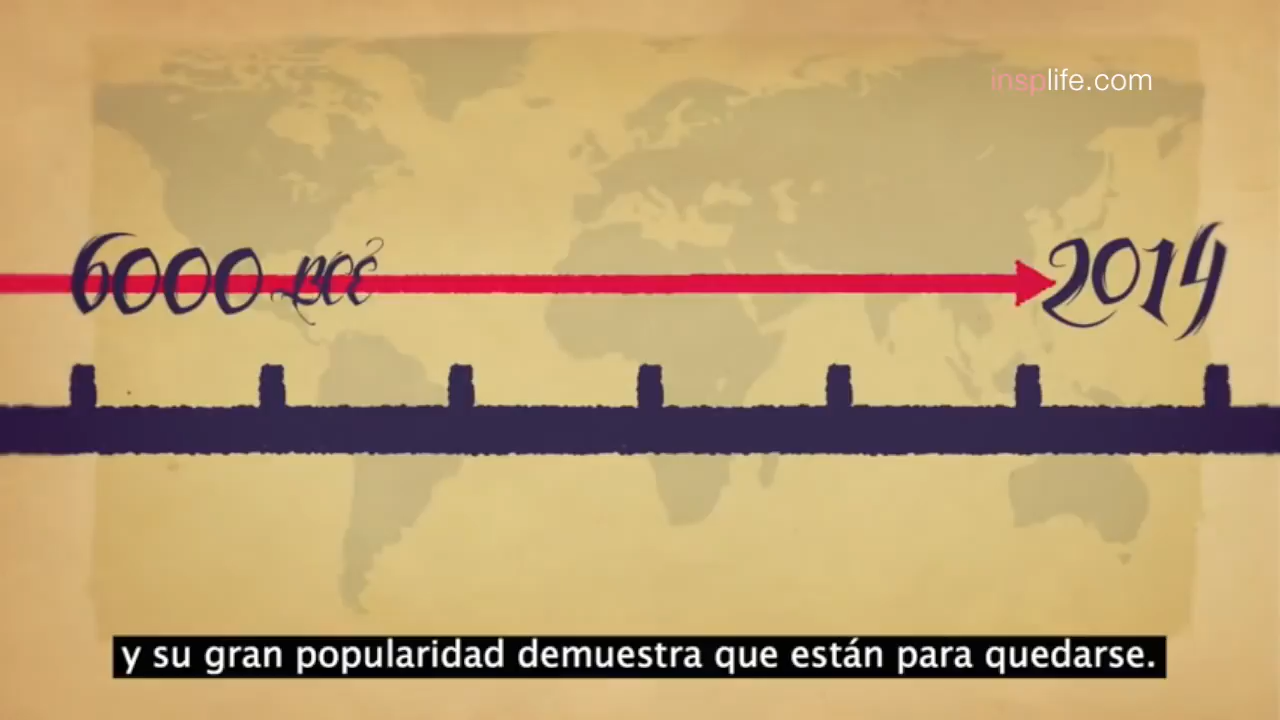 insplife.com
6000 BCE 2014
y su gran popularidad demuestra que están para quedarse.